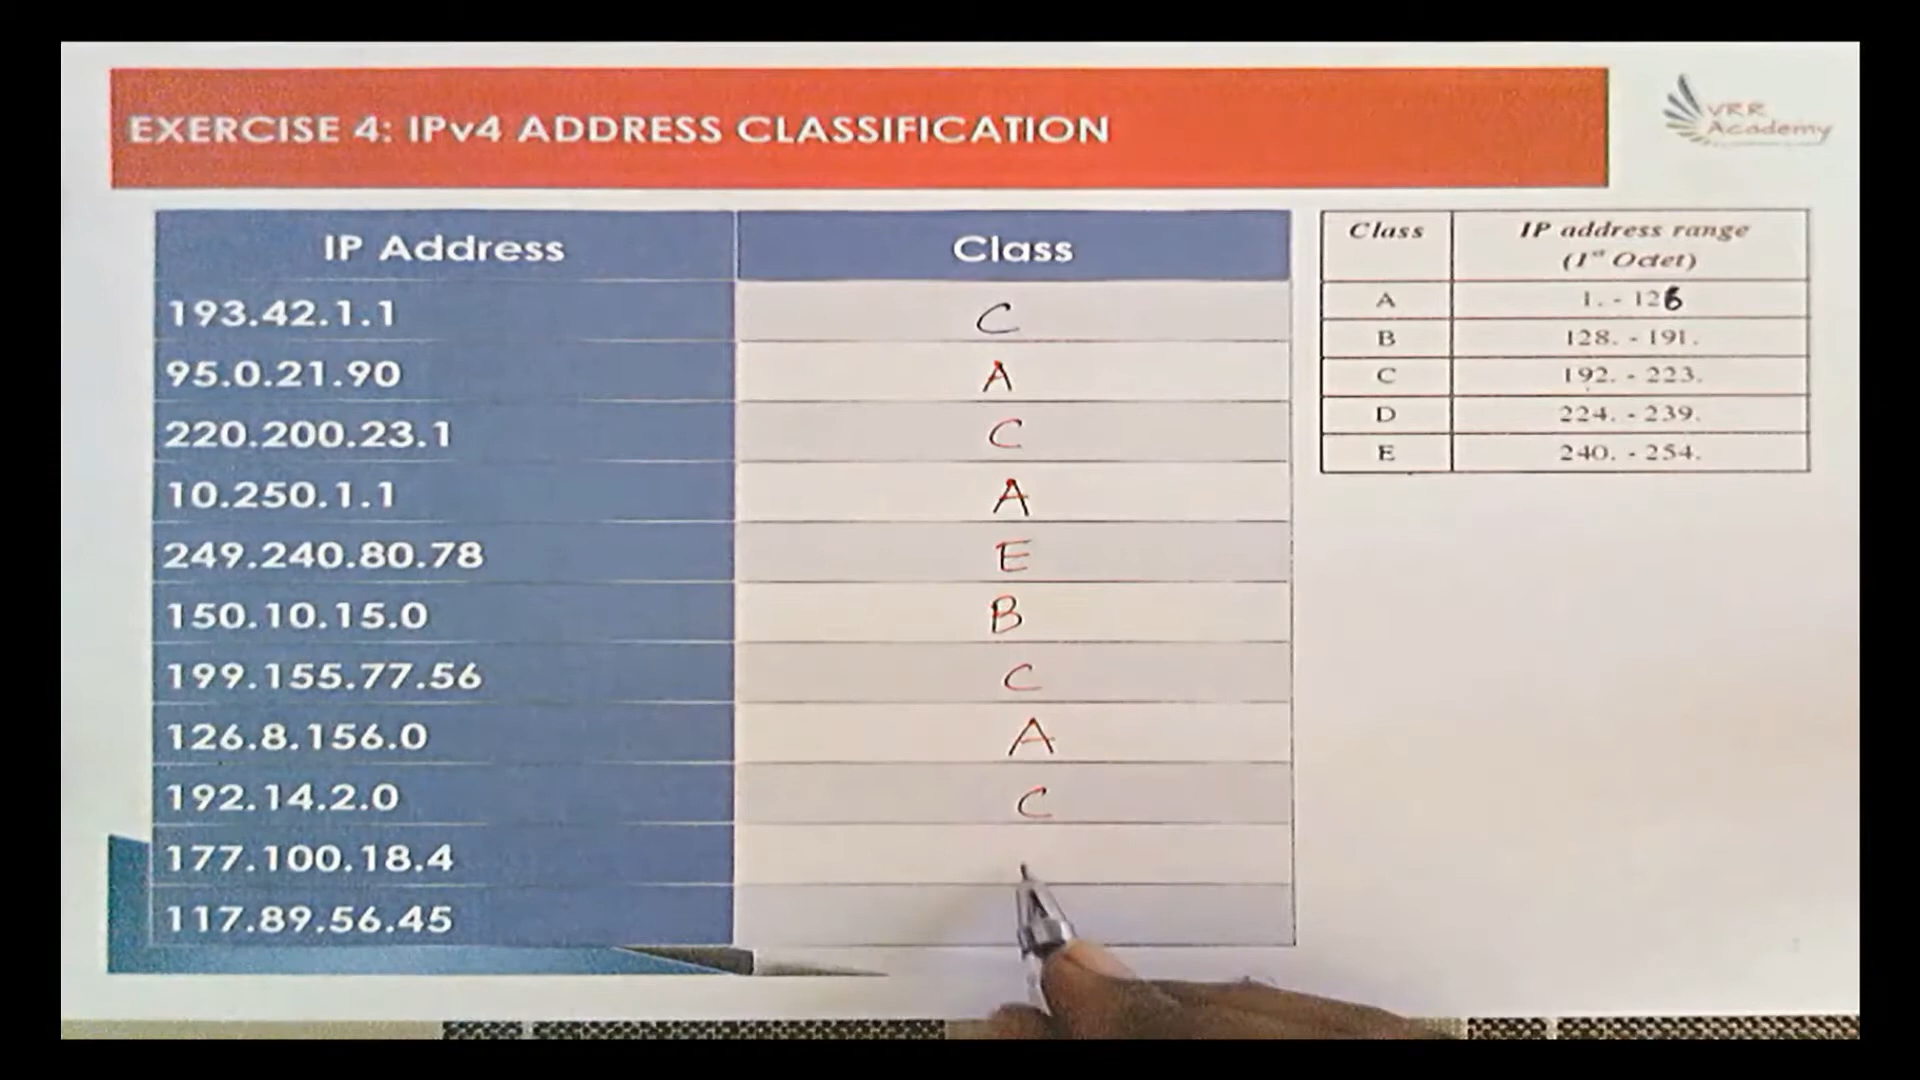 EXERCISE 4: IPv4 ADDRESS CLASSIFICATION
VRR
Academy
IP Address Class
193.42.1.1 C
95.0.21.90 A
220.200.23.1 C
10.250.1.1 A
249.240.80.78 E
150.10.15.0 B
199.155.77.56 C
126.8.156.0 A
192.14.2.0 C
177.100.18.4
117.89.56.45
Class IP address range
(1st Octet)
A 1. - 126
B 128. - 191.
C 192. - 223.
D 224. - 239.
E 240. - 254.